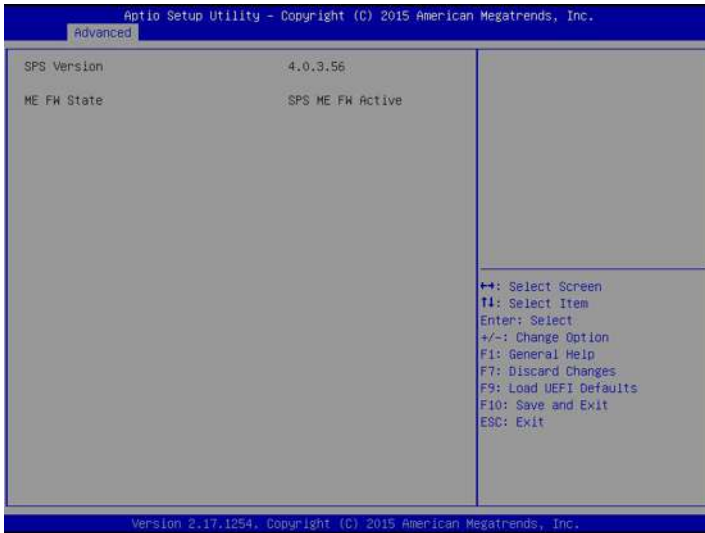 Aptio Setup Utility – Copyright (C) 2015 American Megatrends, Inc.
Advanced
SPS Version 4.0.3.56
ME FW State SPS ME FW Active
↔: Select Screen
↑↓: Select Item
Enter: Select
+/-: Change Option
F1: General Help
F7: Discard Changes
F9: Load UEFI Defaults
F10: Save and Exit
ESC: Exit
Version 2.17.1254. Copyright (C) 2015 American Megatrends, Inc.